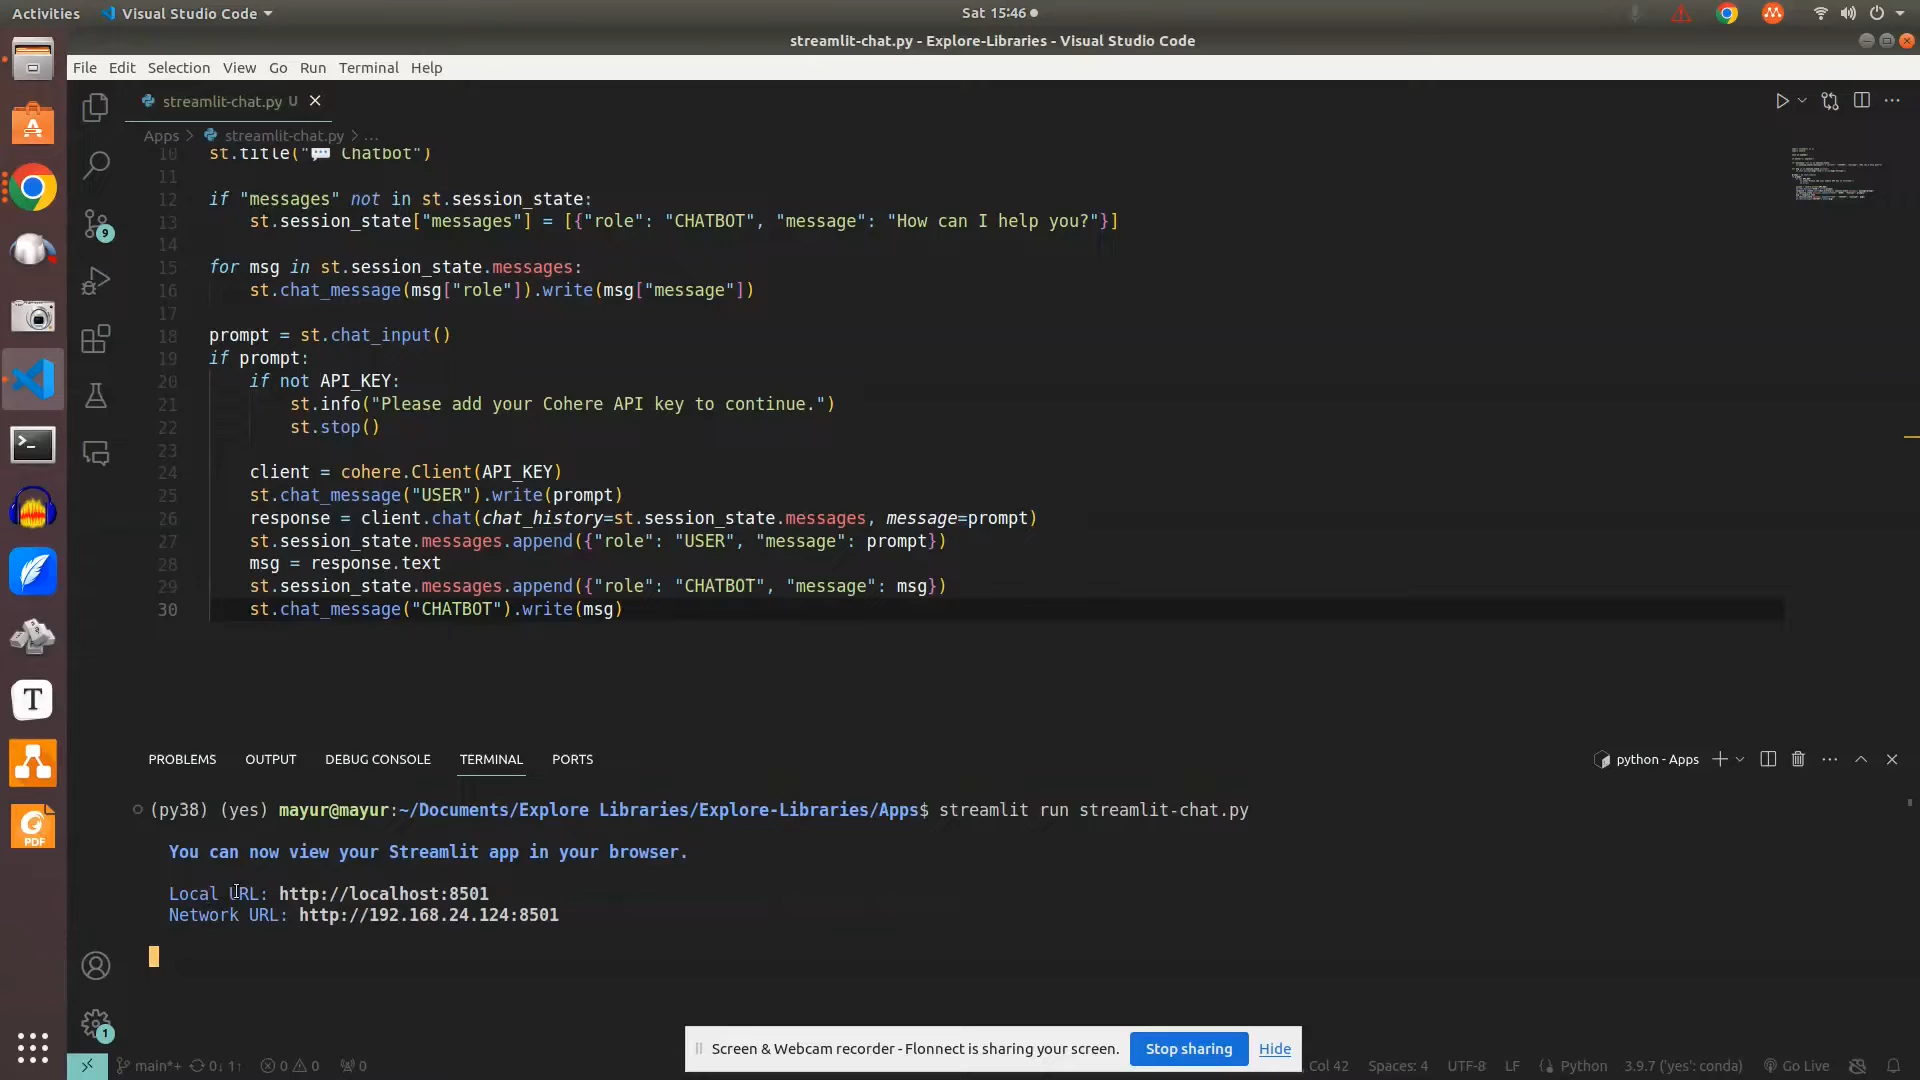 Activities Visual Studio Code Sat 15:46
streamlit-chat.py - Explore-Libraries - Visual Studio Code
File Edit Selection View Go Run Terminal Help
streamlit-chat.py U
Apps > streamlit-chat.py > ...
10 st.title("💬 Chatbot")
11
12 if "messages" not in st.session_state:
13 st.session_state["messages"] = [{"role": "CHATBOT", "message": "How can I help you?"}]
14
15 for msg in st.session_state.messages:
16 st.chat_message(msg["role"]).write(msg["message"])
17
18 prompt = st.chat_input()
19 if prompt:
20 if not API_KEY:
21 st.info("Please add your Cohere API key to continue.")
22 st.stop()
23
24 client = cohere.Client(API_KEY)
25 st.chat_message("USER").write(prompt)
26 response = client.chat(chat_history=st.session_state.messages, message=prompt)
27 st.session_state.messages.append({"role": "USER", "message": prompt})
28 msg = response.text
29 st.session_state.messages.append({"role": "CHATBOT", "message": msg})
30 st.chat_message("CHATBOT").write(msg)
9
PROBLEMS OUTPUT DEBUG CONSOLE TERMINAL PORTS python - Apps
(py38) (yes) mayur@mayur:~/Documents/Explore Libraries/Explore-Libraries/Apps$ streamlit run streamlit-chat.py
You can now view your Streamlit app in your browser.
Local URL: http://localhost:8501
Network URL: http://192.168.24.124:8501
T
PDF
1
Screen & Webcam recorder - Flonnect is sharing your screen. Stop sharing Hide
main*+ 0↓ 1↑ 0 0 0 Col 42 Spaces: 4 UTF-8 LF Python 3.9.7 ('yes': conda) Go Live